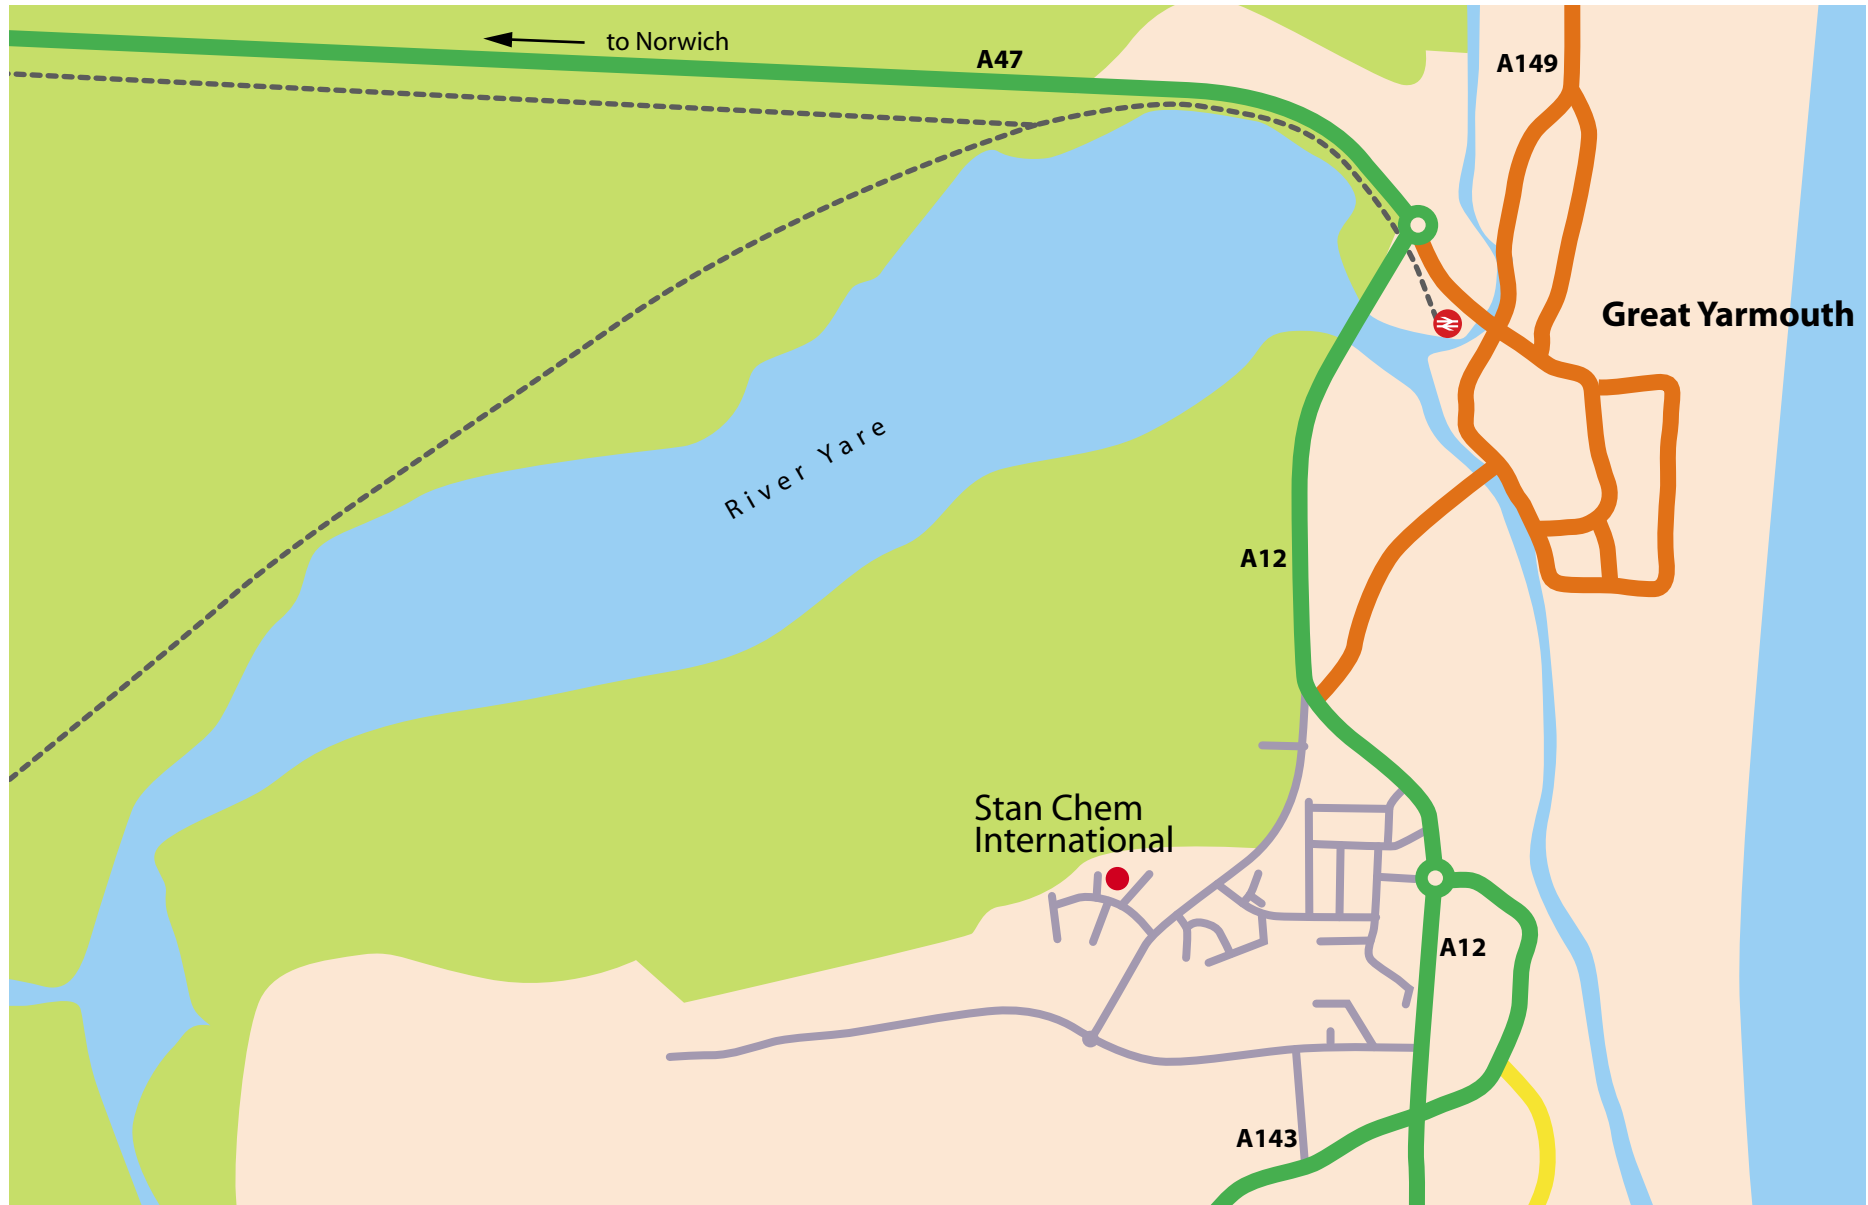 to Norwich
A47
A149
Great Yarmouth
River Yare
A12
Stan Chem
International
A12
A143